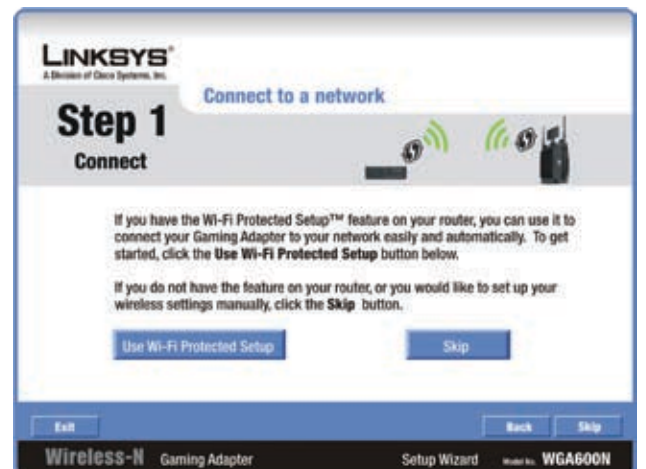 LINKSYS®
A Division of Cisco Systems, Inc.
Connect to a network
Step 1
Connect
If you have the Wi-Fi Protected Setup™ feature on your router, you can use it to
connect your Gaming Adapter to your network easily and automatically. To get
started, click the Use Wi-Fi Protected Setup button below.
If you do not have the feature on your router, or you would like to set up your
wireless settings manually, click the Skip button.
Use Wi-Fi Protected Setup
Skip
Exit
Back
Skip
Wireless-N Gaming Adapter
Setup Wizard
Model No. WGA600N